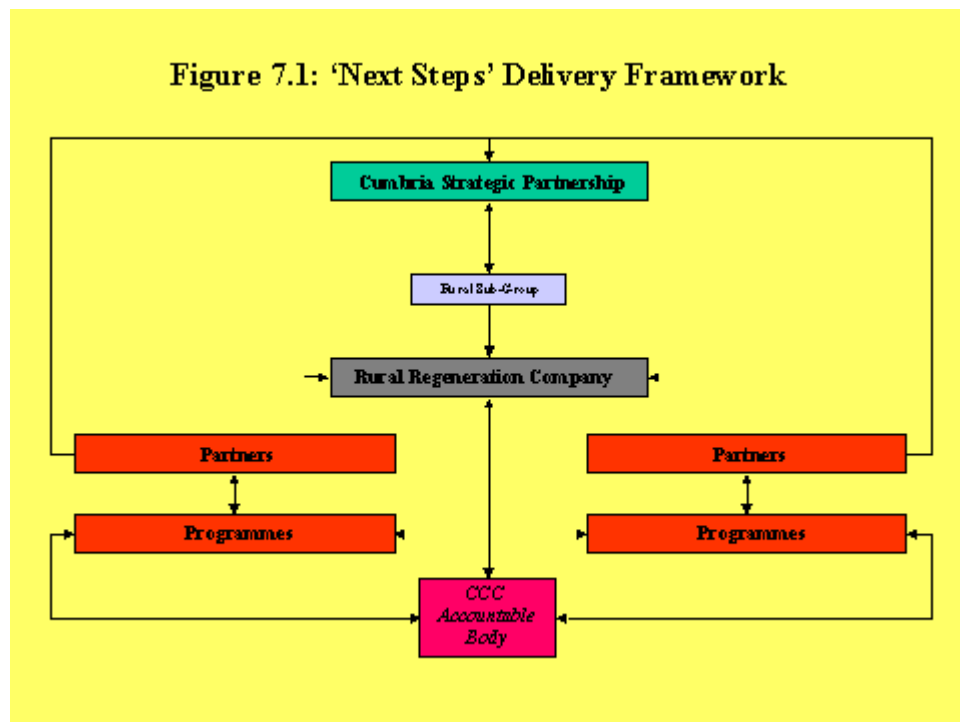 Figure 7.1: ‘Next Steps’ Delivery Framework
Cumbria Strategic Partnership
Rural Sub-Group
Rural Regeneration Company
Partners
Partners
Programmes
Programmes
CCC
Accountable
Body